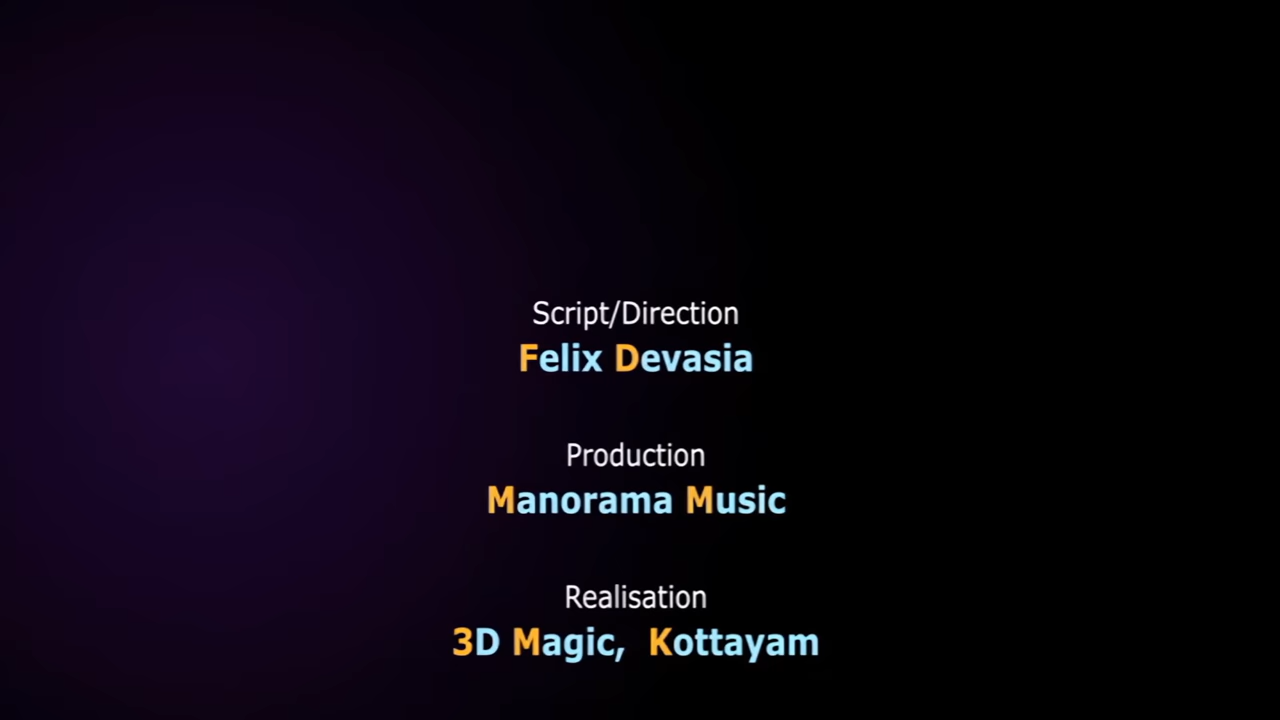 Script/Direction
Felix Devasia
Production
Manorama Music
Realisation
3D Magic, Kottayam